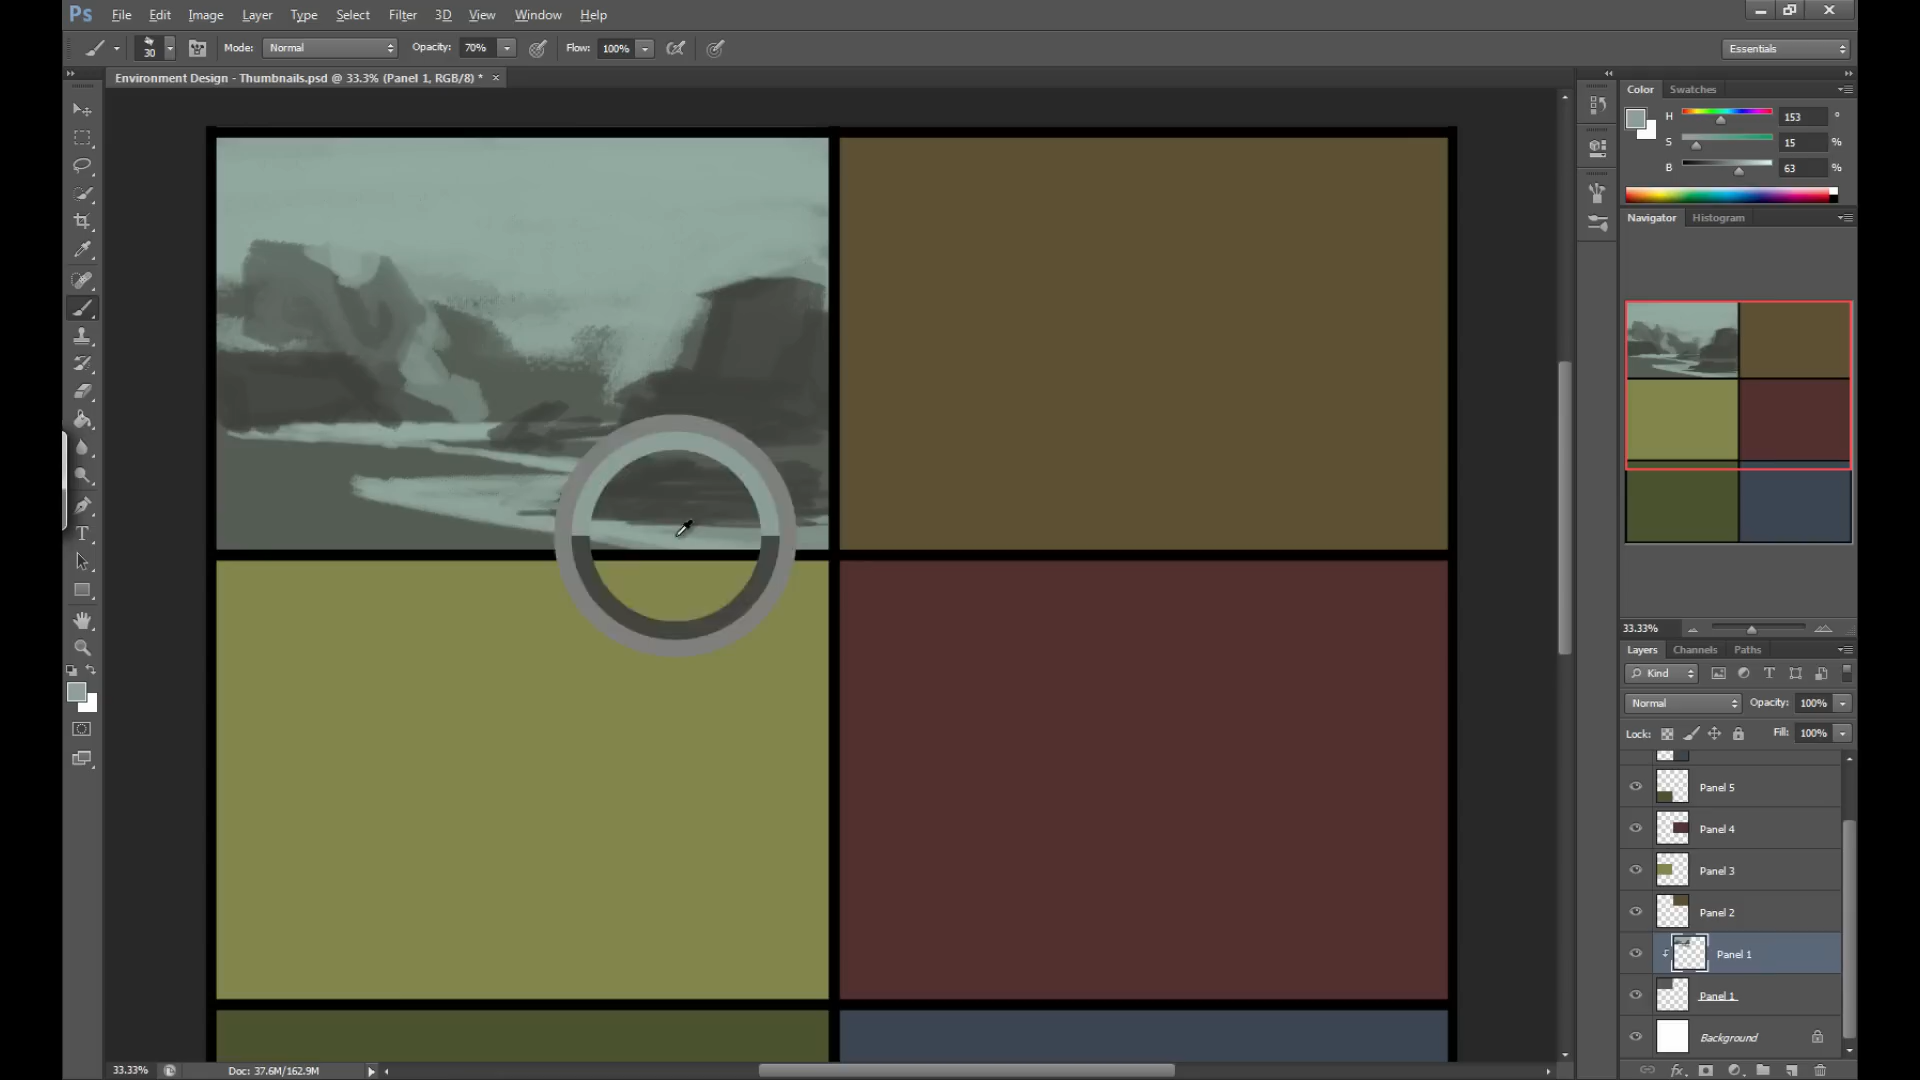 Ps File Edit Image Layer Type Select Filter 3D View Window Help
30 Mode: Normal Opacity: 70% Flow: 100% Essentials
Environment Design - Thumbnails.psd @ 33.3% (Panel 1, RGB/8) * ×
Color Swatches
H 153 °
S 15 %
B 63 %
Navigator Histogram
33.33%
Layers Channels Paths
Kind T
Normal Opacity: 100%
Lock: Fill: 100%
Panel 5
Panel 4
Panel 3
Panel 2
Panel 1
Panel 1
Background
T
33.33% Doc: 37.6M/162.9M
fx